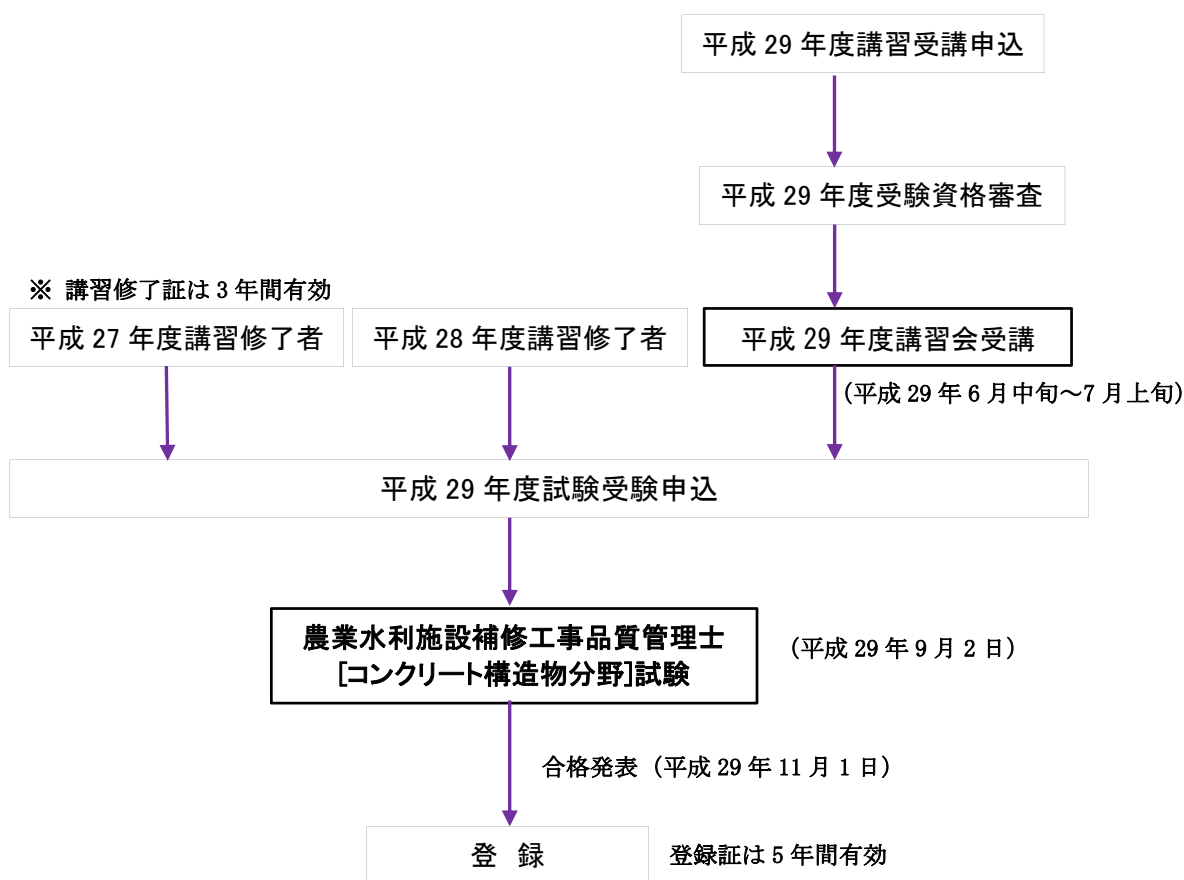 平成 29 年度講習受講申込
平成 29 年度受験資格審査
※ 講習修了証は 3 年間有効
平成 27 年度講習修了者
平成 28 年度講習修了者
平成 29 年度講習会受講
(平成 29 年 6 月中旬～7 月上旬)
平成 29 年度試験受験申込
農業水利施設補修工事品質管理士
[コンクリート構造物分野]試験
(平成 29 年 9 月 2 日)
合格発表 (平成 29 年 11 月 1 日)
登 録
登録証は 5 年間有効